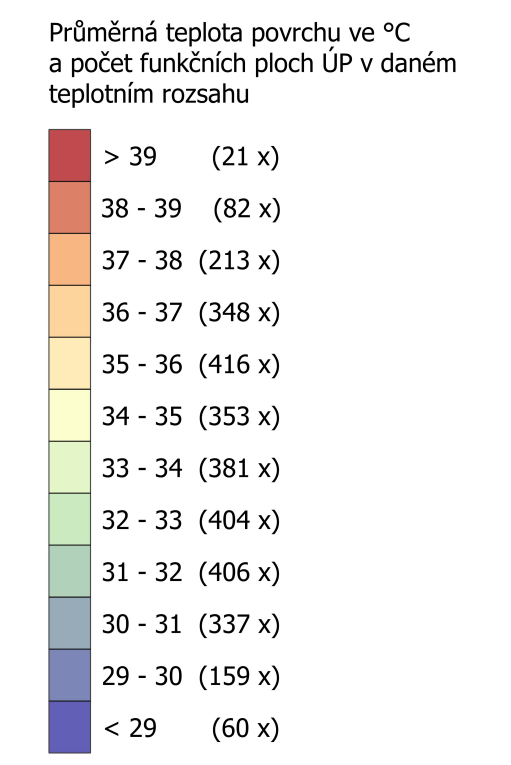 Průměrná teplota povrchu ve °C
a počet funkčních ploch ÚP v daném
teplotním rozsahu
> 39 (21 x)
38 - 39 (82 x)
37 - 38 (213 x)
36 - 37 (348 x)
35 - 36 (416 x)
34 - 35 (353 x)
33 - 34 (381 x)
32 - 33 (404 x)
31 - 32 (406 x)
30 - 31 (337 x)
29 - 30 (159 x)
< 29 (60 x)